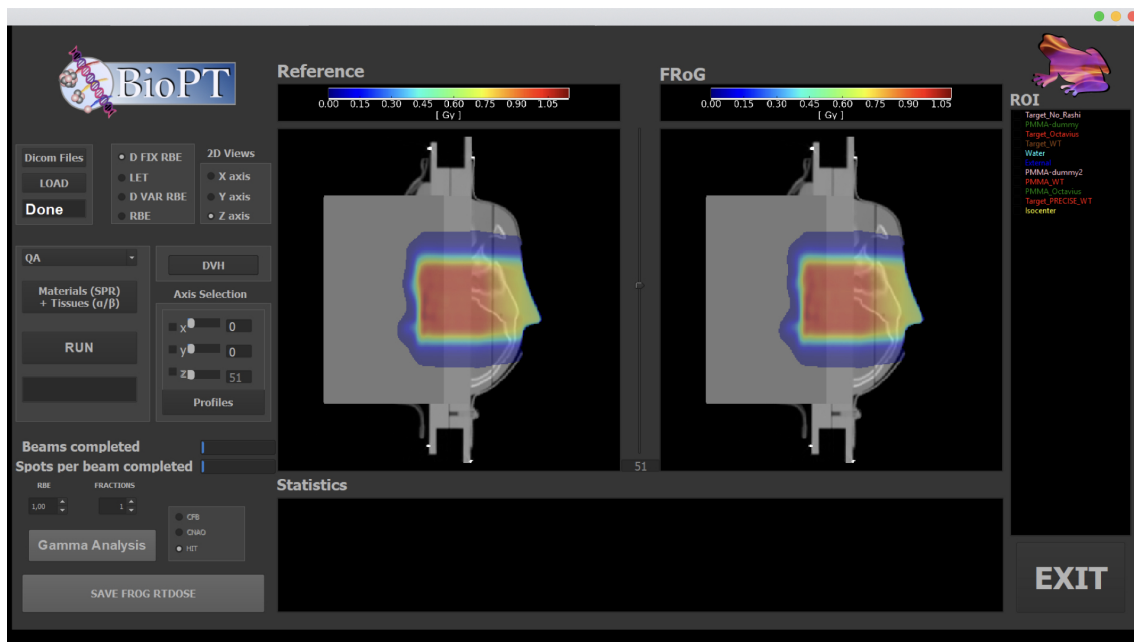 BioPT
Reference
FRoG
0.00 0.15 0.30 0.45 0.60 0.75 0.90 1.05
[ Gy ]
0.00 0.15 0.30 0.45 0.60 0.75 0.90 1.05
[ Gy ]
ROI
Target_No_Rashi
PMMA-dummy
Target_Octavius
Target_WT
Water
External
PMMA-dummy2
PMMA_WT
PMMA_Octavius
Target_PRECISE_WT
Isocenter
Dicom Files
LOAD
Done
D FIX RBE
LET
D VAR RBE
RBE
2D Views
X axis
Y axis
Z axis
QA
Materials (SPR)
+ Tissues (α/β)
RUN
DVH
Axis Selection
x 0
y 0
z 51
Profiles
51
Beams completed
Spots per beam completed
RBE FRACTIONS
1,00 1
CPB
CNAO
HIT
Gamma Analysis
SAVE FROG RTDOSE
Statistics
EXIT